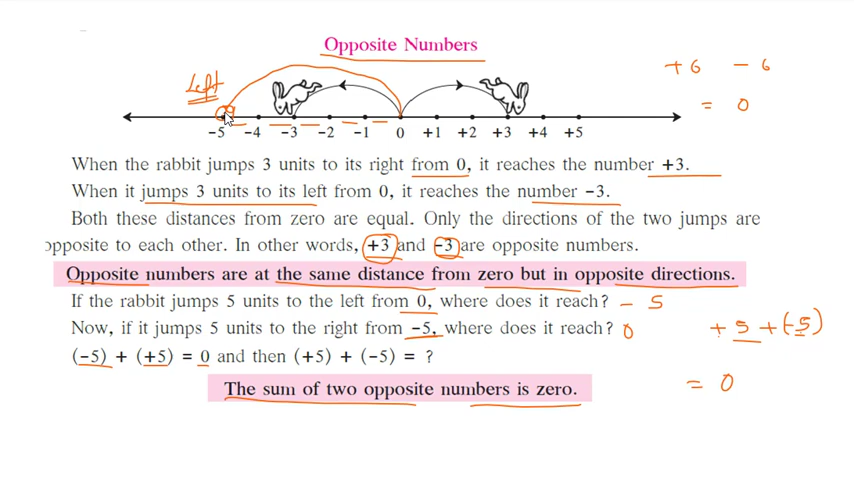 Opposite Numbers
+6 - 6
= 0
Left
-5 -4 -3 -2 -1 0 +1 +2 +3 +4 +5
When the rabbit jumps 3 units to its right from 0, it reaches the number +3.
When it jumps 3 units to its left from 0, it reaches the number -3.
Both these distances from zero are equal. Only the directions of the two jumps are
opposite to each other. In other words, +3 and -3 are opposite numbers.
Opposite numbers are at the same distance from zero but in opposite directions.
If the rabbit jumps 5 units to the left from 0, where does it reach? - 5
Now, if it jumps 5 units to the right from -5, where does it reach? 0
+ 5 + (-5)
(-5) + (+5) = 0 and then (+5) + (-5) = ?
= 0
The sum of two opposite numbers is zero.